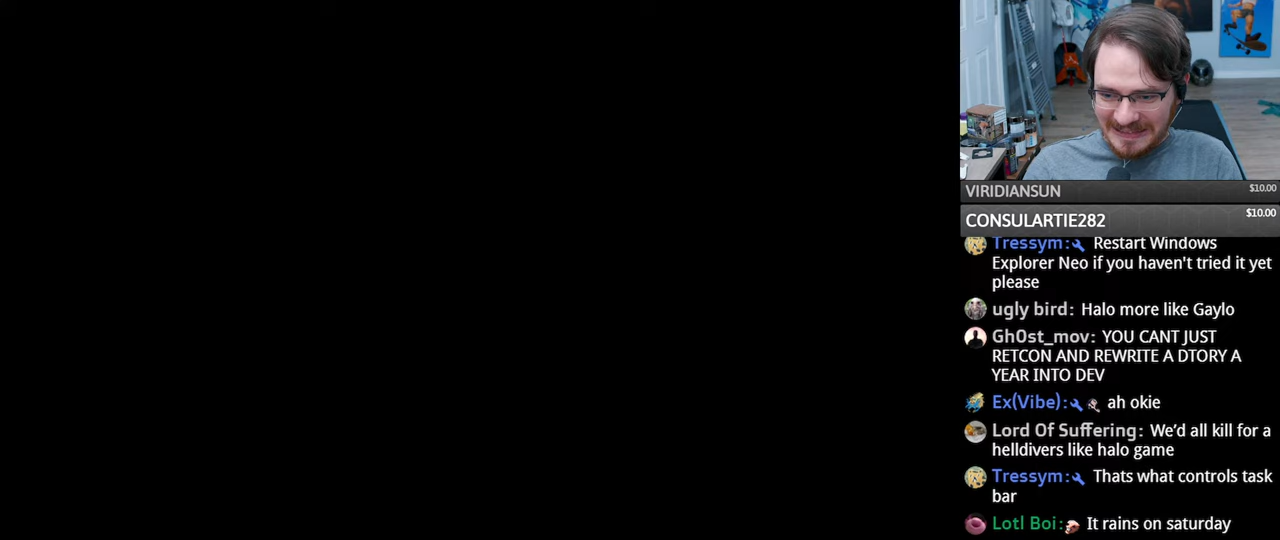 VIRIDIANSUN $10.00
CONSULARTIE282 $10.00
Tressym: Restart Windows
Explorer Neo if you haven't tried it yet
please
ugly bird: Halo more like Gaylo
Gh0st_mov: YOU CANT JUST
RETCON AND REWRITE A DTORY A
YEAR INTO DEV
Ex(Vibe): ah okie
Lord Of Suffering: We’d all kill for a
helldivers like halo game
Tressym: Thats what controls task
bar
Lotl Boi: It rains on saturday